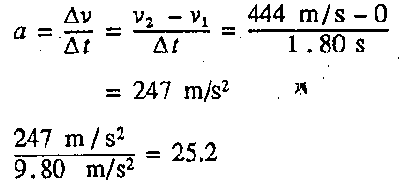 a = Δv/Δt = v₂ − v₁/Δt = 444 m/s − 0/1.80 s
= 247 m/s²
247 m/s²/9.80 m/s² = 25.2